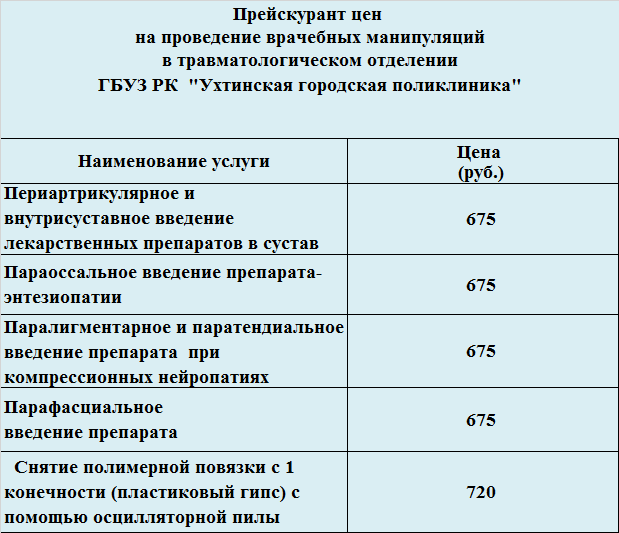 Прейскурант цен
на проведение врачебных манипуляций
в травматологическом отделении
ГБУЗ РК "Ухтинская городская поликлиника"
Наименование услуги
Цена
(руб.)
Периартрикулярное и
внутрисуставное введение
лекарственных препаратов в сустав
675
Параоссальное введение препарата-
энтезиопатии
675
Паралигментарное и паратендиальное
введение препарата при
компрессионных нейропатиях
675
Парафасциальное
введение препарата
675
Снятие полимерной повязки с 1
конечности (пластиковый гипс) с
помощью осцилляторной пилы
720